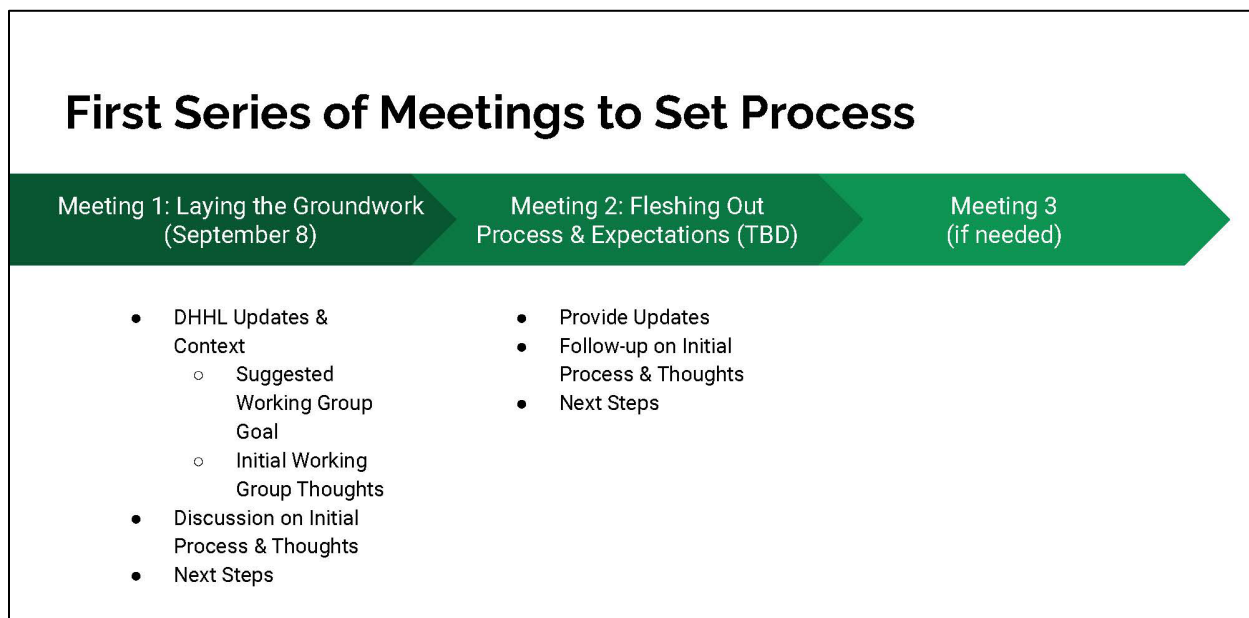 First Series of Meetings to Set Process
Meeting 1: Laying the Groundwork
(September 8)
Meeting 2: Fleshing Out
Process & Expectations (TBD)
Meeting 3
(if needed)
● DHHL Updates &
Context
○ Suggested
Working Group
Goal
○ Initial Working
Group Thoughts
● Discussion on Initial
Process & Thoughts
● Next Steps
● Provide Updates
● Follow-up on Initial
Process & Thoughts
● Next Steps